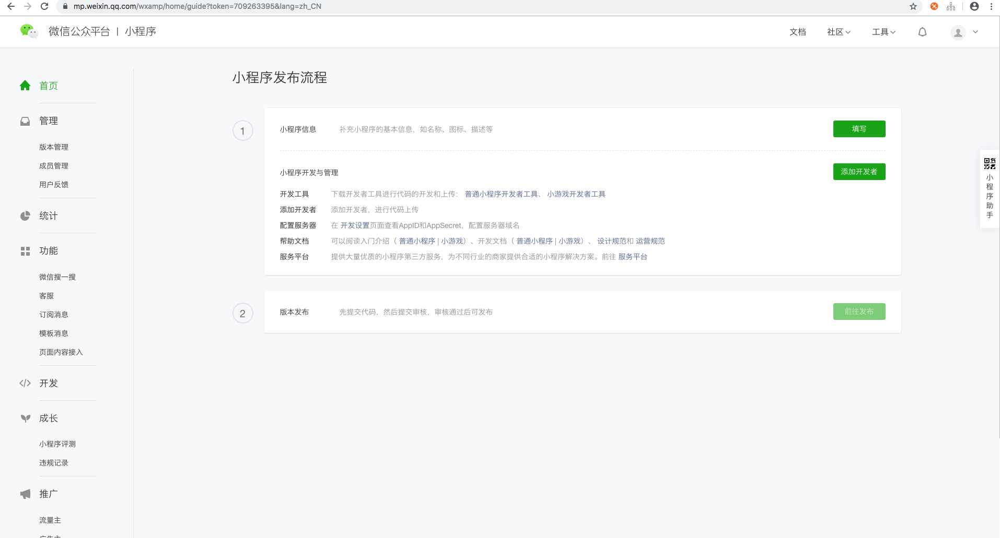 mp.weixin.qq.com/wxamp/home/guide?token=709263395&lang=zh_CN
微信公众平台 | 小程序
文档 社区 工具
首页
管理
版本管理
成员管理
用户反馈
统计
功能
微信搜一搜
客服
订阅消息
模板消息
页面内容接入
开发
成长
小程序评测
违规记录
推广
流量主
广告主
小程序发布流程
1
小程序信息 补充小程序的基本信息，如名称、图标、描述等 填写
小程序开发与管理 添加开发者
开发工具 下载开发者工具进行代码的开发和上传： 普通小程序开发者工具、 小游戏开发者工具
添加开发者 添加开发者，进行代码上传
配置服务器 在 开发设置页面查看AppID和AppSecret，配置服务器域名
帮助文档 可以阅读入门介绍（ 普通小程序 | 小游戏）、开发文档（ 普通小程序 | 小游戏）、 设计规范和 运营规范
服务平台 提供大量优质的小程序第三方服务，为不同行业的商家提供合适的小程序解决方案。前往 服务平台
2
版本发布 先提交代码，然后提交审核，审核通过后可发布 前往发布
小程序助手